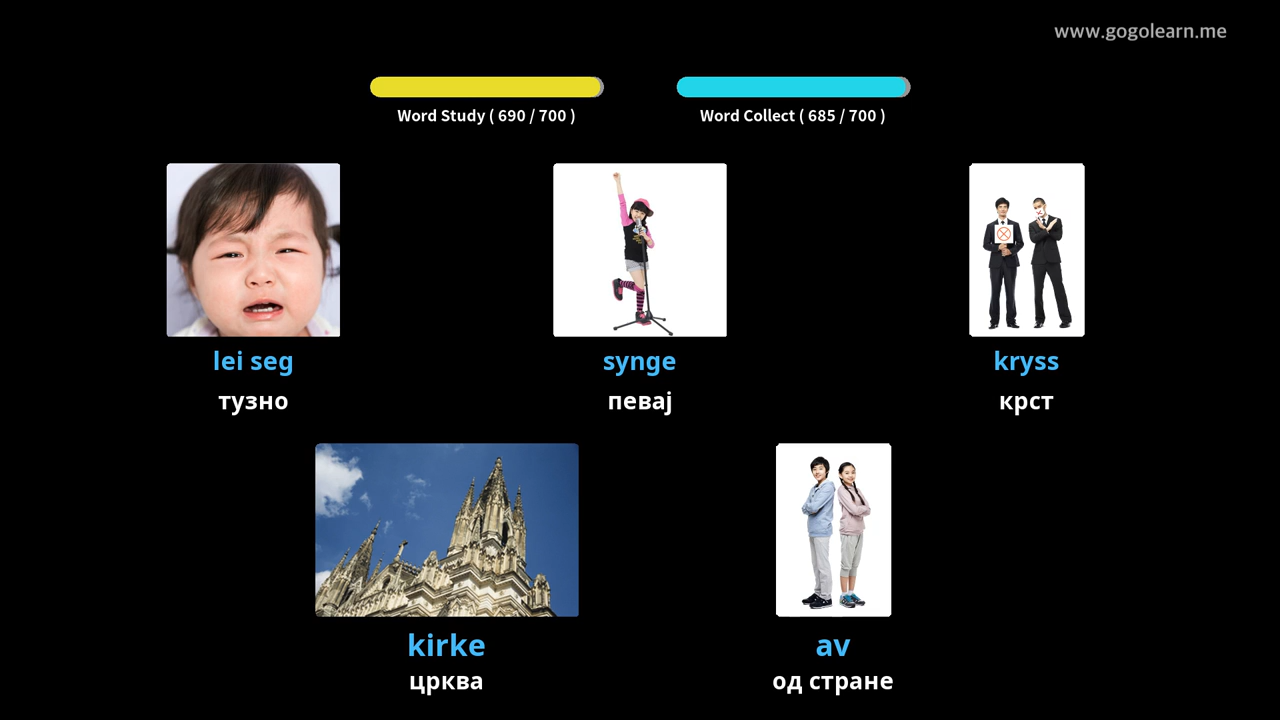 www.gogolearn.me
Word Study ( 690 / 700 )
Word Collect ( 685 / 700 )
lei seg
synge
kryss
тузно
певај
крст
kirke
av
црква
од стране